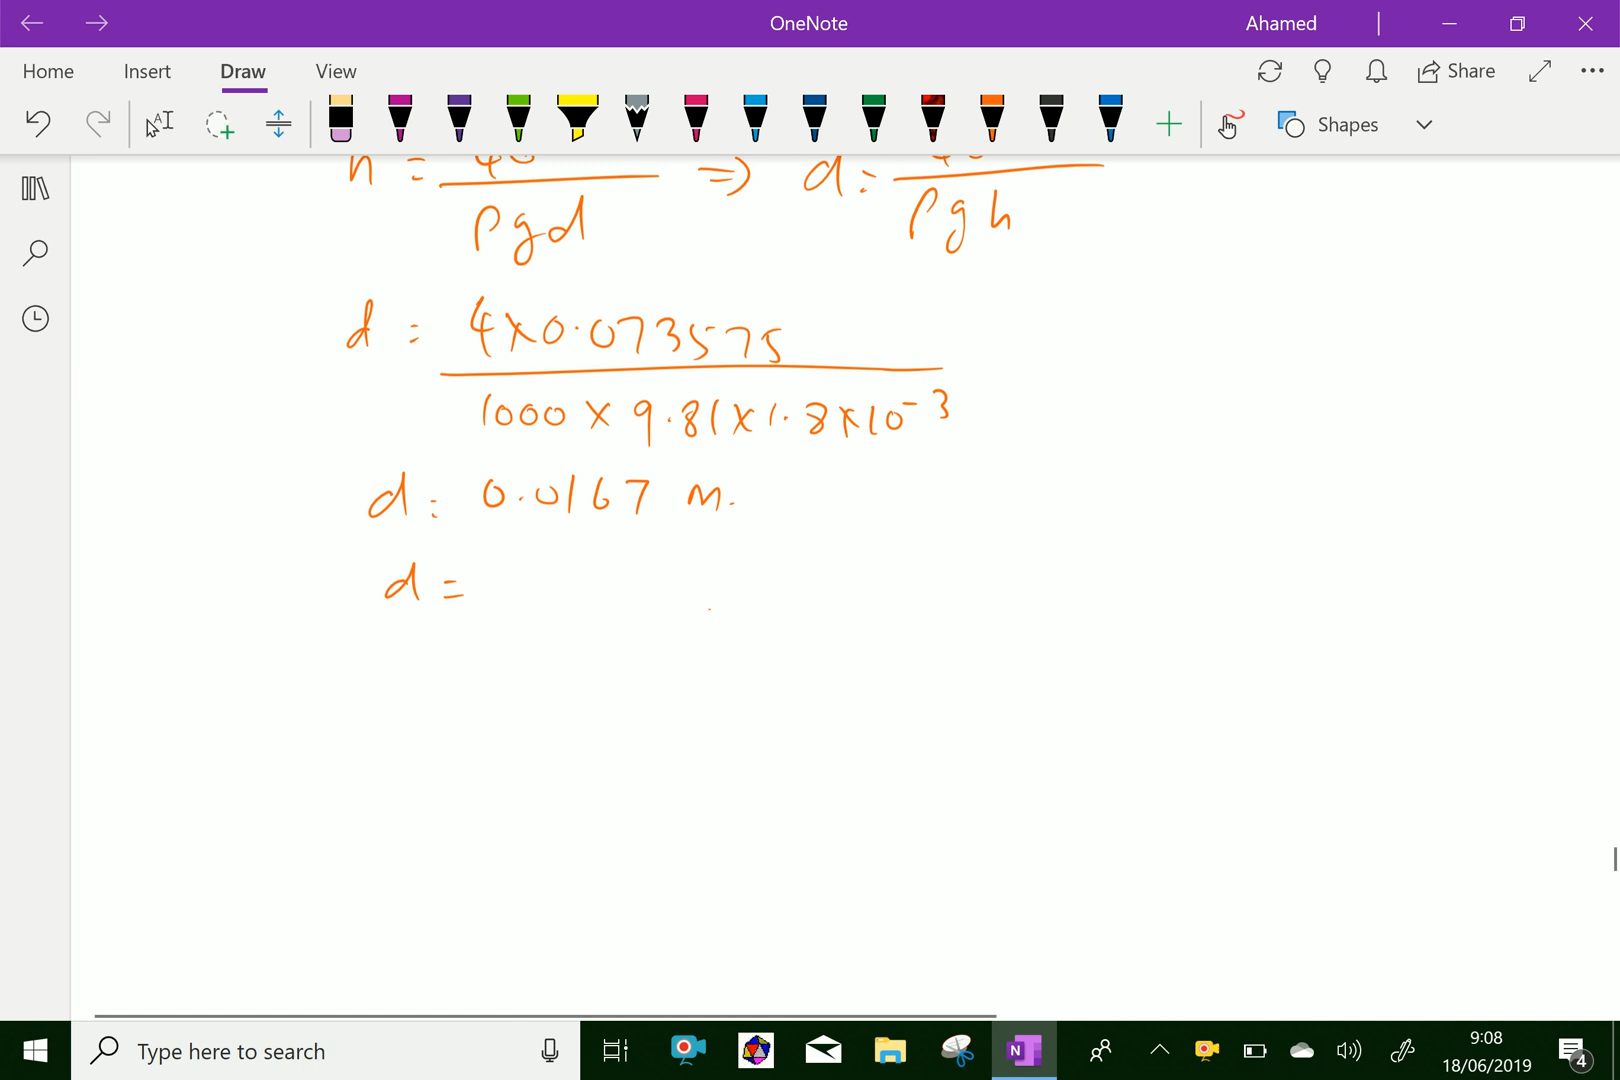 OneNote
Ahamed
Home Insert Draw View Share
Shapes
h = 4σ / ρgd ⇒ d = 4σ / ρgh
d = 4×0.073575
1000 × 9.81×1.8×10⁻³
d = 0.0167 m.
d =
N
Type here to search
9:08
18/06/2019
4